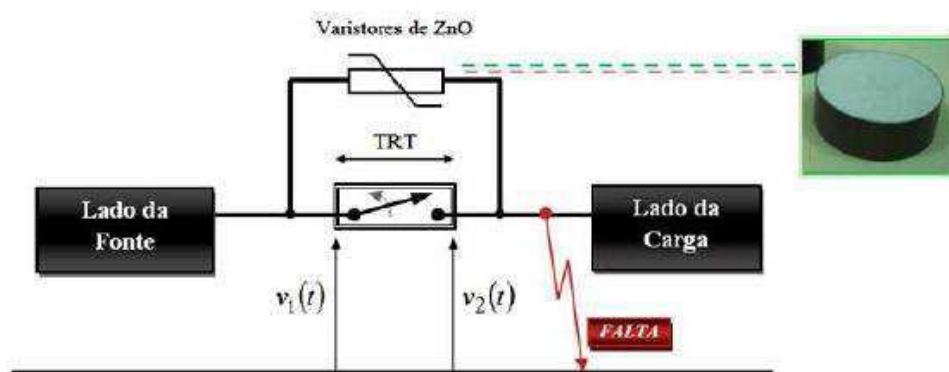 Varistores de ZnO
TRT
Lado da
Fonte
Lado da
Carga
v₁(t)
v₂(t)
FALTA